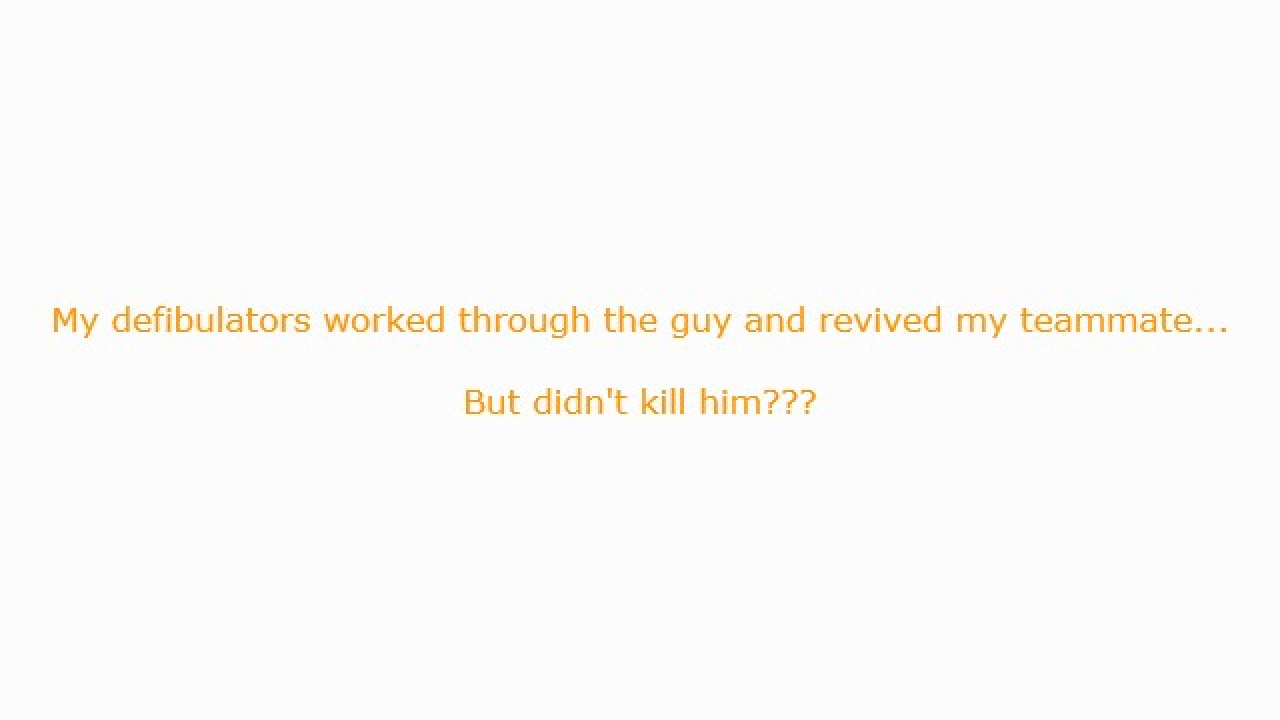 My defibulators worked through the guy and revived my teammate...
But didn't kill him???